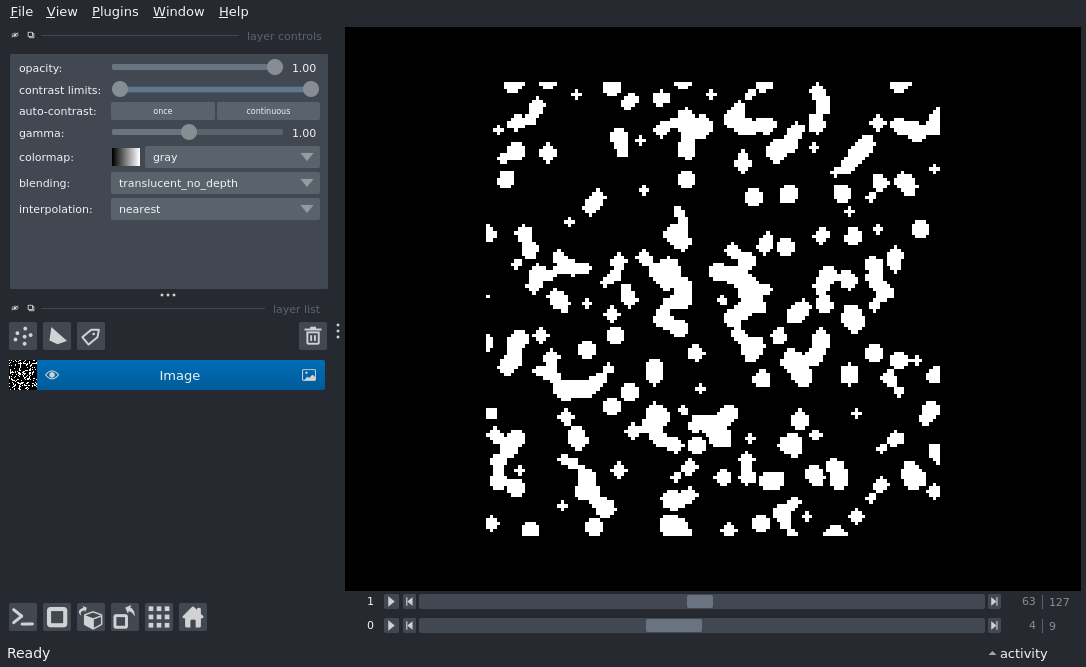 File View Plugins Window Help
layer controls
opacity: 1.00
contrast limits:
auto-contrast: once continuous
gamma: 1.00
colormap: gray
blending: translucent_no_depth
interpolation: nearest
layer list
Image
1 63 127
0 4 9
Ready activity